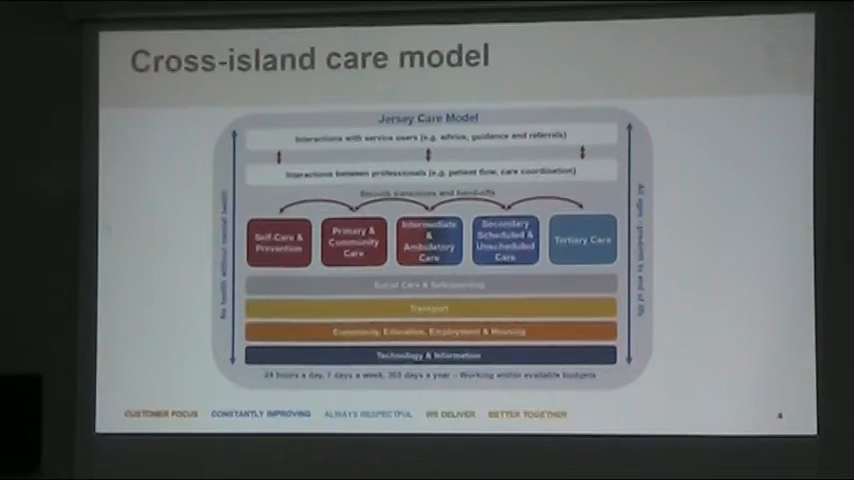 Cross-island care model
Jersey Care Model
Interactions with service users (e.g. advice, guidance and referrals)
Interactions between professionals (e.g. patient flow, care coordination)
Smooth transitions and hand-offs
No health without mental health
Self-Care &
Prevention
Primary &
Community
Care
Intermediate
&
Ambulatory
Care
Secondary
Scheduled &
Unscheduled
Care
Tertiary Care
All ages - prebirth to end of life
Social Care & Safeguarding
Transport
Community, Education, Employment & Housing
Technology & Information
24 hours a day, 7 days a week, 365 days a year – Working within available budgets
CUSTOMER FOCUS CONSTANTLY IMPROVING ALWAYS RESPECTFUL WE DELIVER BETTER TOGETHER
4